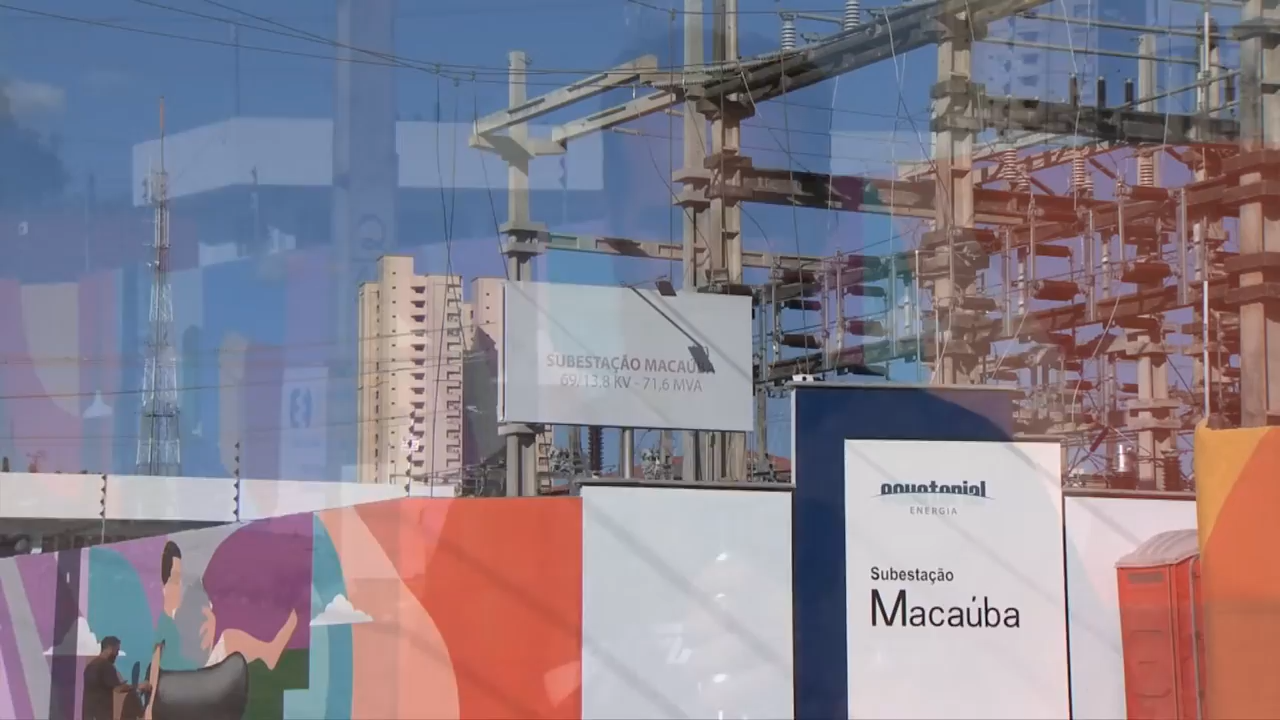 SUBESTAÇÃO MACAÚBA
69/13,8 KV - 71,6 MVA
equatorial
ENERGIA
Subestação
Macaúba